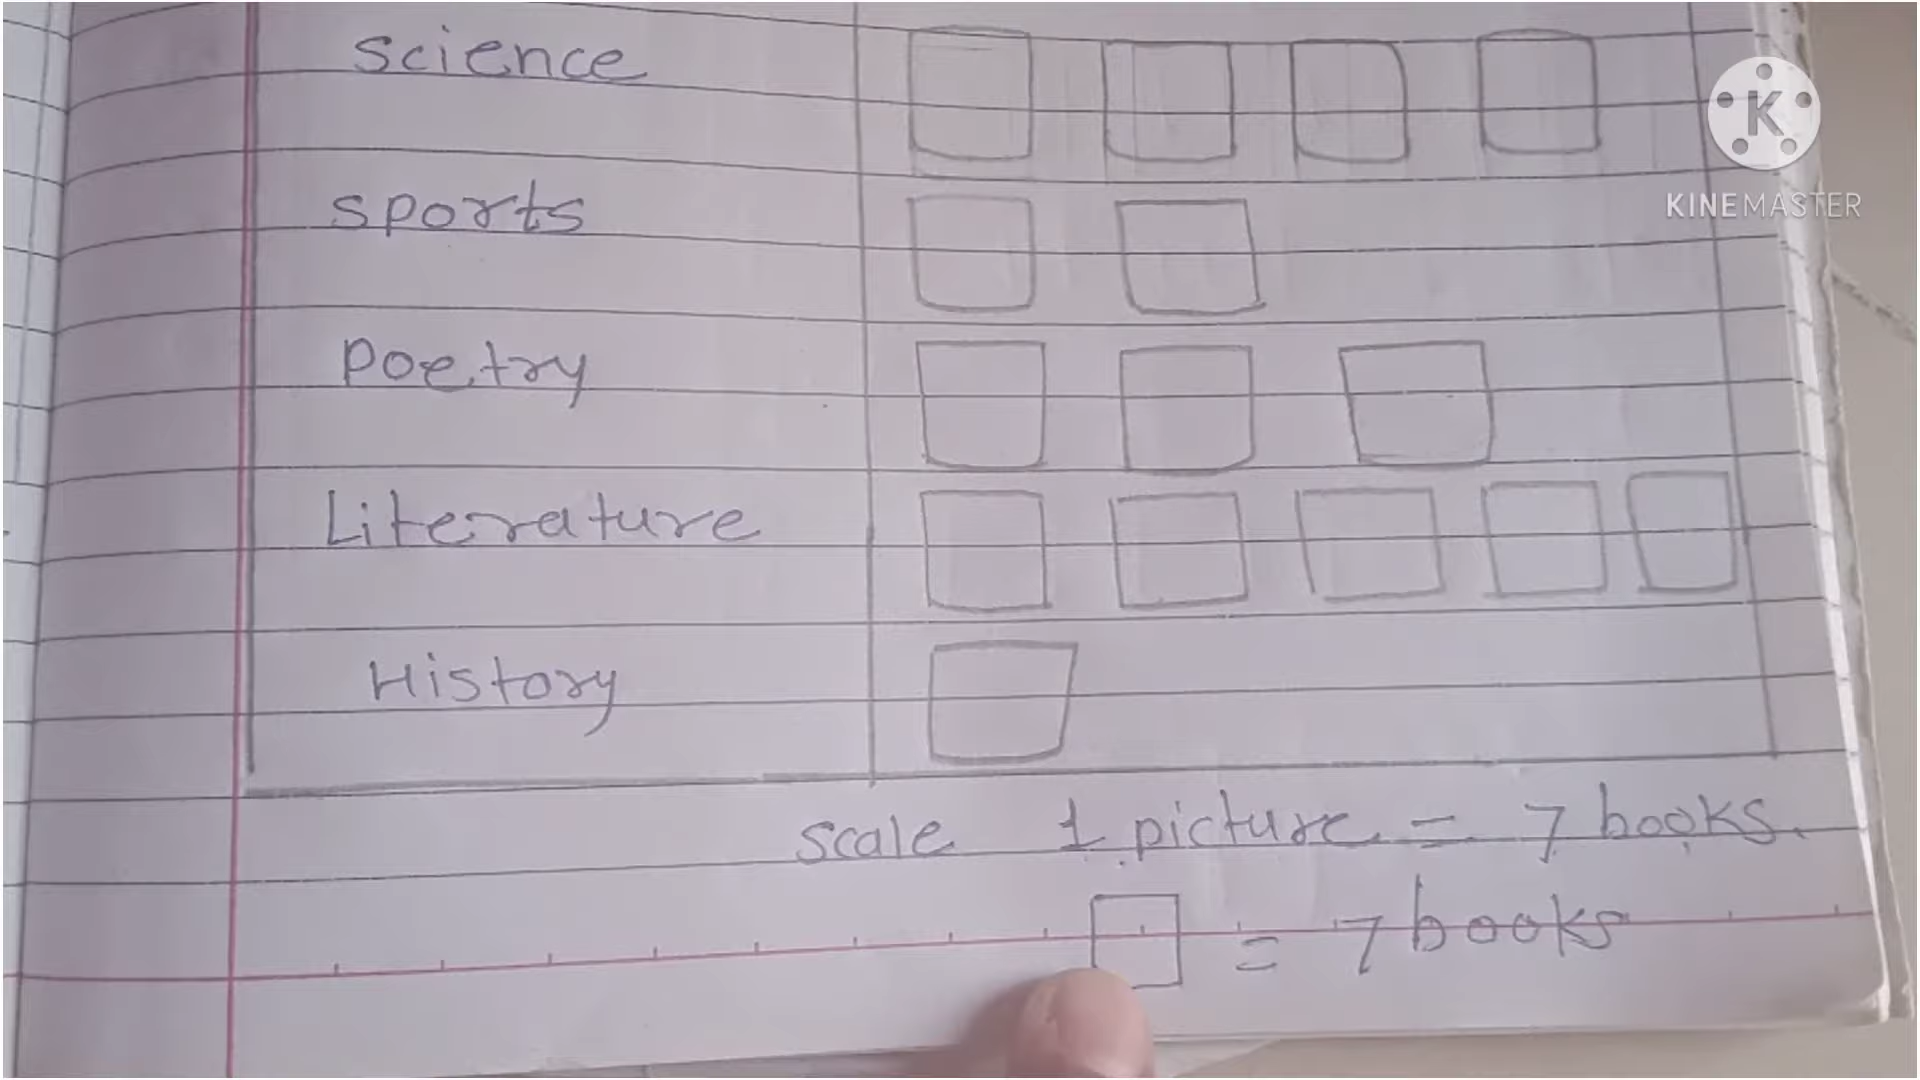 Science
K
KINEMASTER
sports
Poetry
Literature
History
scale 1 picture = 7 books.
= 7 books